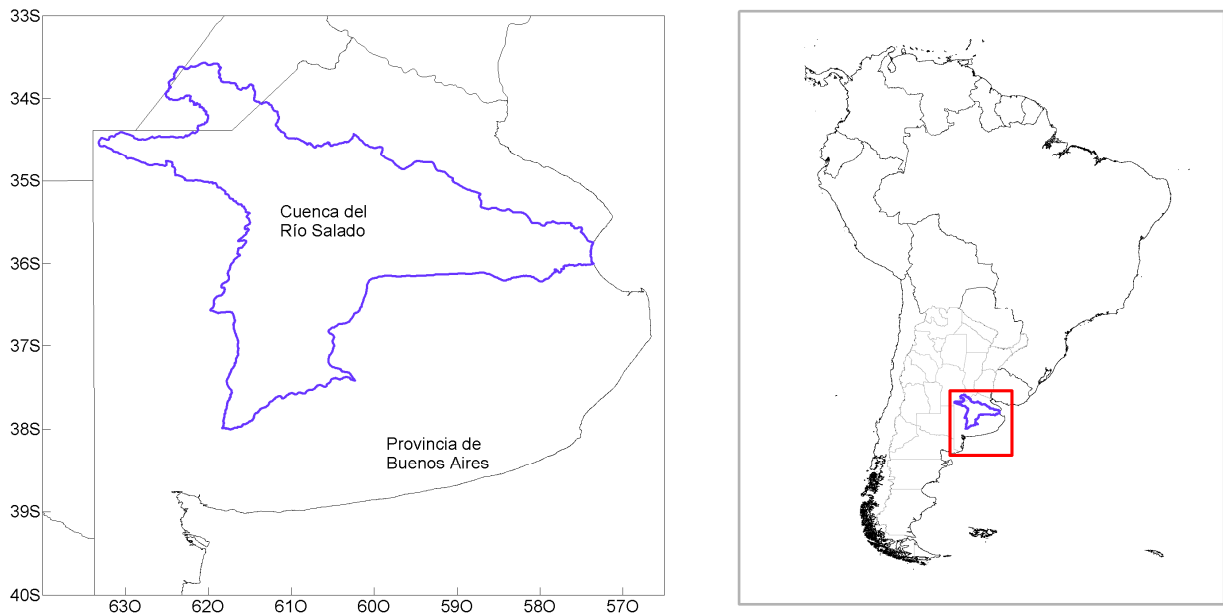 33S
34S
35S
36S
37S
38S
39S
40S
Cuenca del
Río Salado
Provincia de
Buenos Aires
63O 62O 61O 60O 59O 58O 57O